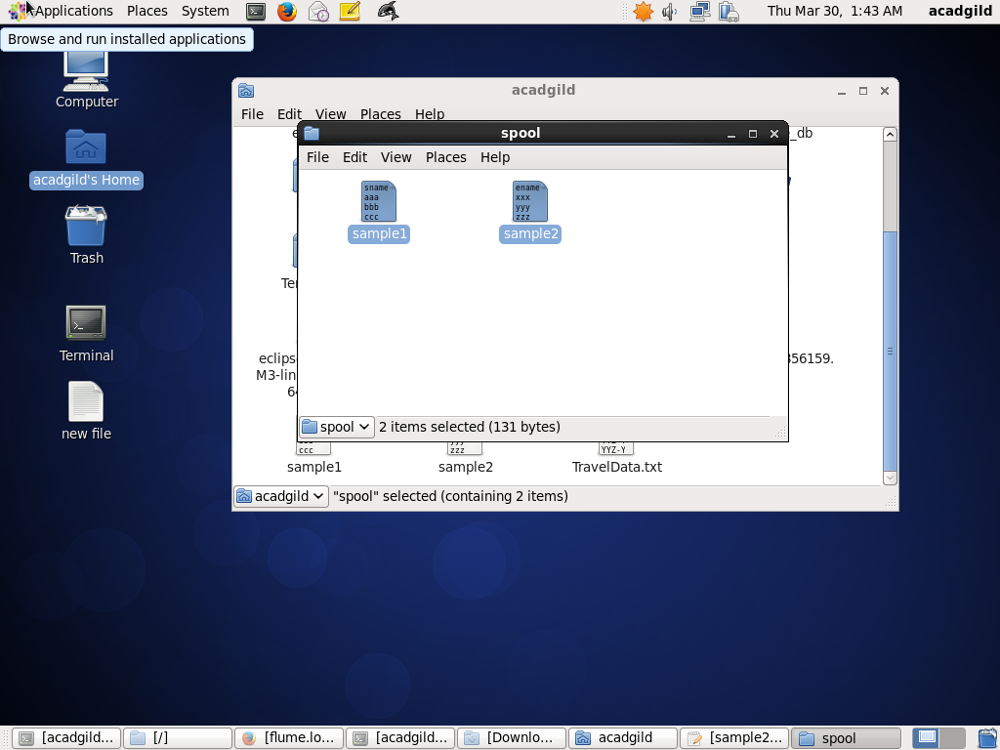 Applications Places System Thu Mar 30, 1:43 AM acadgild
Browse and run installed applications
Computer
acadgild's Home
Trash
Terminal
new file
acadgild
File Edit View Places Help
_db
spool
File Edit View Places Help
sname
aaa
bbb
ccc
sample1
ename
xxx
yyy
zzz
sample2
eclips
M3-lin
356159.
spool 2 items selected (131 bytes)
ccc
zzz
YYZ-Y
sample1 sample2 TravelData.txt
acadgild "spool" selected (containing 2 items)
[acadgild... [/] [flume.lo... [acadgild... [Downlo... acadgild [sample2... spool